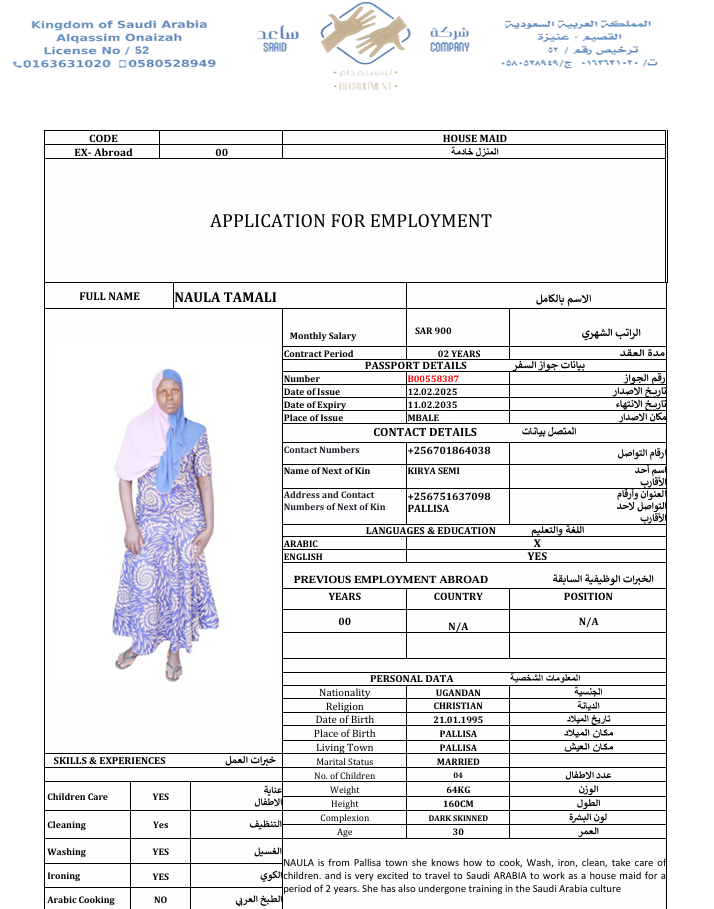 Kingdom of Saudi Arabia
Alqassim Onaizah
License No / 52
0163631020 0580528949
ساعد
SAAID
شركة
COMPANY
للاستقدام
RECRUITMENT
المملكة العربية السعودية
القصيم - عنيزة
ترخيص رقم / ٥٢
ت/ ٠١٦٣٦٣١٠٢٠ ج/ ٠٥٨٠٥٢٨٩٤٩
CODE HOUSE MAID
EX- Abroad 00 المنزل خادمة
APPLICATION FOR EMPLOYMENT
FULL NAME NAULA TAMALI الاسم بالكامل
Monthly Salary SAR 900 الراتب الشهري
Contract Period 02 YEARS مدة العقد
PASSPORT DETAILS بيانات جواز السفر
Number B00558387 رقم الجواز
Date of Issue 12.02.2025 تاريخ الاصدار
Date of Expiry 11.02.2035 تاريخ الانتهاء
Place of Issue MBALE مكان الاصدار
CONTACT DETAILS المتصل بيانات
Contact Numbers +256701864038 ارقام التواصل
Name of Next of Kin KIRYA SEMI اسم أحد الأقارب
Address and Contact Numbers of Next of Kin +256751637098 PALLISA العنوان وأرقام التواصل لاحد الأقارب
LANGUAGES & EDUCATION اللغة والتعليم
ARABIC X
ENGLISH YES
PREVIOUS EMPLOYMENT ABROAD الخبرات الوظيفية السابقة
YEARS COUNTRY POSITION
00 N/A N/A
PERSONAL DATA المعلومات الشخصية
Nationality UGANDAN الجنسية
Religion CHRISTIAN الديانة
Date of Birth 21.01.1995 تاريخ الميلاد
Place of Birth PALLISA مكان الميلاد
Living Town PALLISA مكان العيش
Marital Status MARRIED
No. of Children 04 عدد الاطفال
Weight 64KG الوزن
Height 160CM الطول
Complexion DARK SKINNED لون البشرة
Age 30 العمر
SKILLS & EXPERIENCES خبرات العمل
Children Care YES عناية الاطفال
Cleaning Yes التنظيف
Washing YES الغسيل
Ironing YES الكوي
Arabic Cooking NO الطبخ العربي
NAULA is from Pallisa town she knows how to cook, Wash, iron, clean, take care of
children. and is very excited to travel to Saudi ARABIA to work as a house maid for a
period of 2 years. She has also undergone training in the Saudi Arabia culture